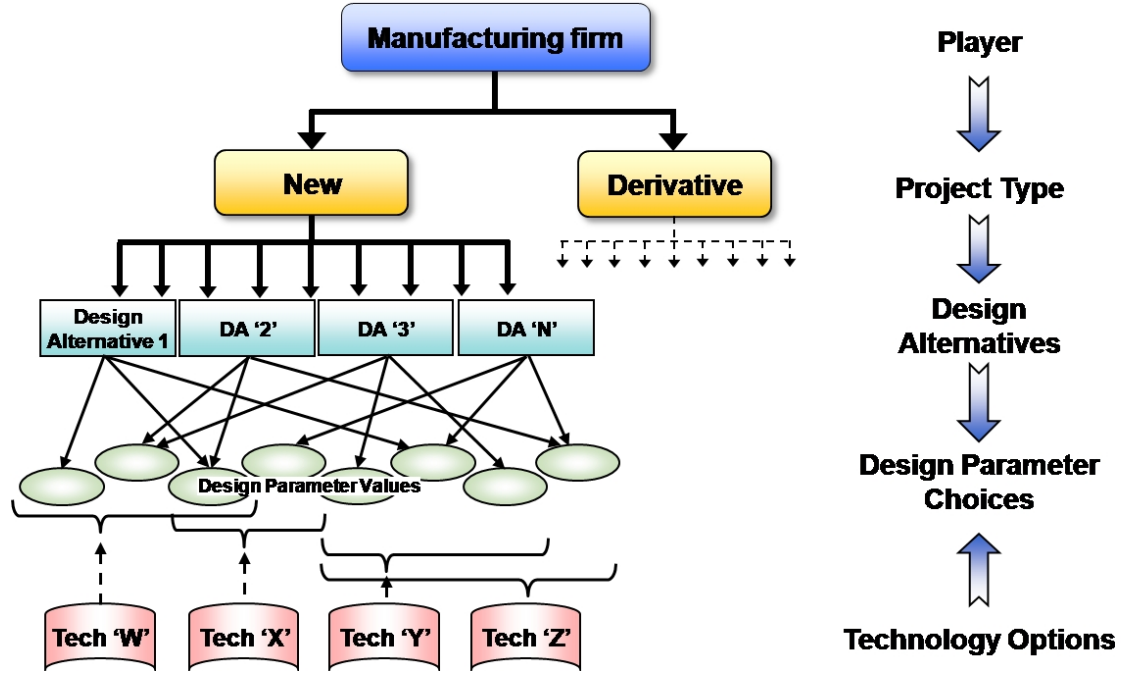 Manufacturing firm
Player
New
Derivative
Project Type
Design
Alternative 1
DA ‘2’
DA ‘3’
DA ‘N’
Design
Alternatives
Design Parameter Values
Design Parameter
Choices
Tech ‘W’
Tech ‘X’
Tech ‘Y’
Tech ‘Z’
Technology Options